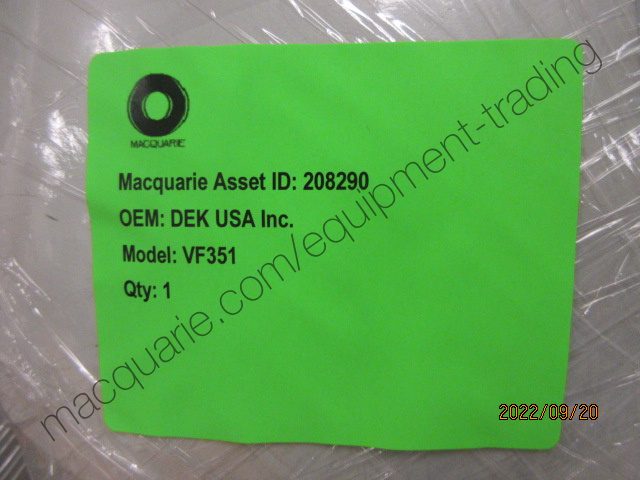 MACQUARIE
Macquarie Asset ID: 208290
OEM: DEK USA Inc.
Model: VF351
Qty: 1
macquarie.com/equipment-trading
2022/09/20